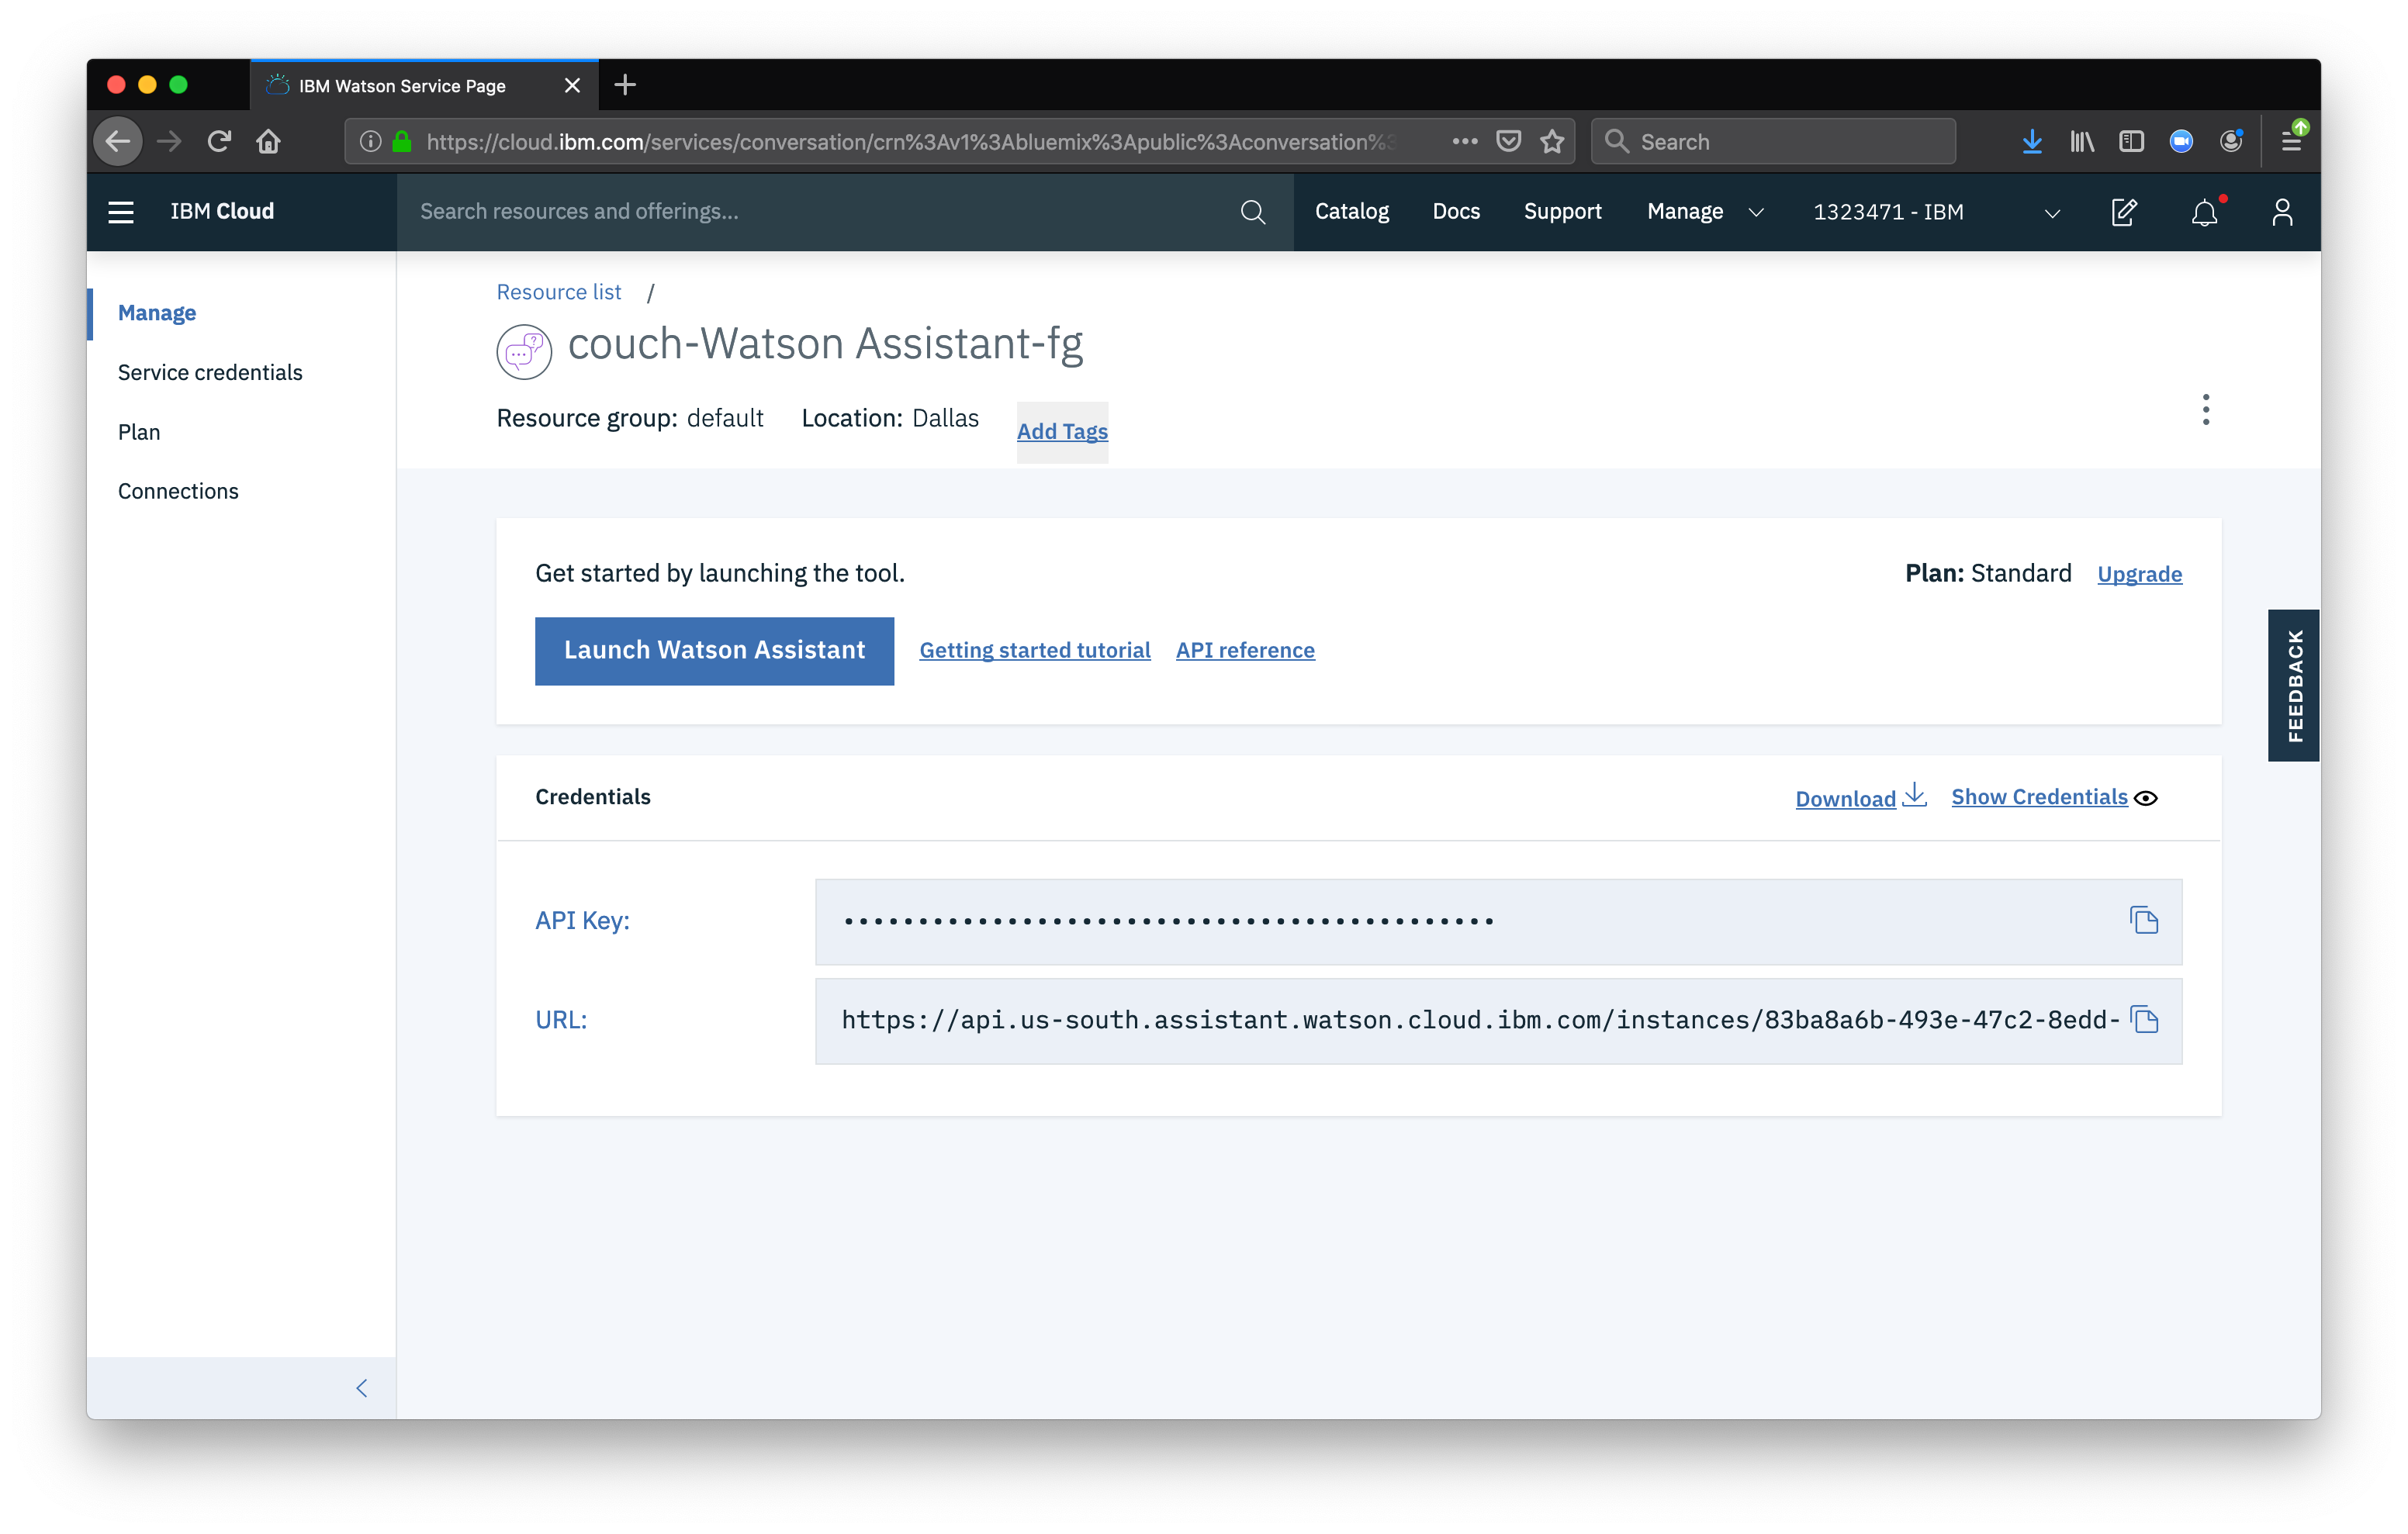 IBM Watson Service Page
https://cloud.ibm.com/services/conversation/crn%3Av1%3Abluemix%3Apublic%3Aconversation%3
Search
IBM Cloud
Search resources and offerings...
Catalog
Docs
Support
Manage
1323471 - IBM
Manage
Service credentials
Plan
Connections
Resource list /
couch-Watson Assistant-fg
Resource group: default Location: Dallas Add Tags
Get started by launching the tool.
Plan: Standard Upgrade
Launch Watson Assistant
Getting started tutorial
API reference
FEEDBACK
Credentials
Download
Show Credentials
API Key:
••••••••••••••••••••••••••••••••••••••••••••
URL:
https://api.us-south.assistant.watson.cloud.ibm.com/instances/83ba8a6b-493e-47c2-8edd-